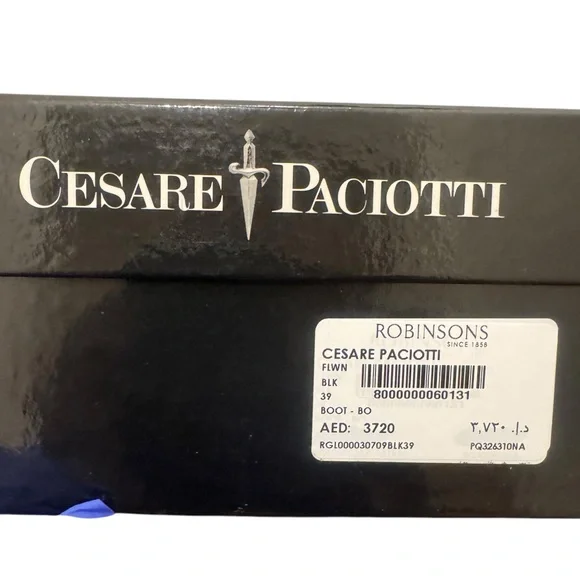 CESARE PACIOTTI
ROBINSONS
SINCE 1858
CESARE PACIOTTI
FLWN
BLK
39 8000000060131
BOOT - BO
AED: 3720 د.إ. ٣,٧٢٠
RGL000030709BLK39 PQ326310NA